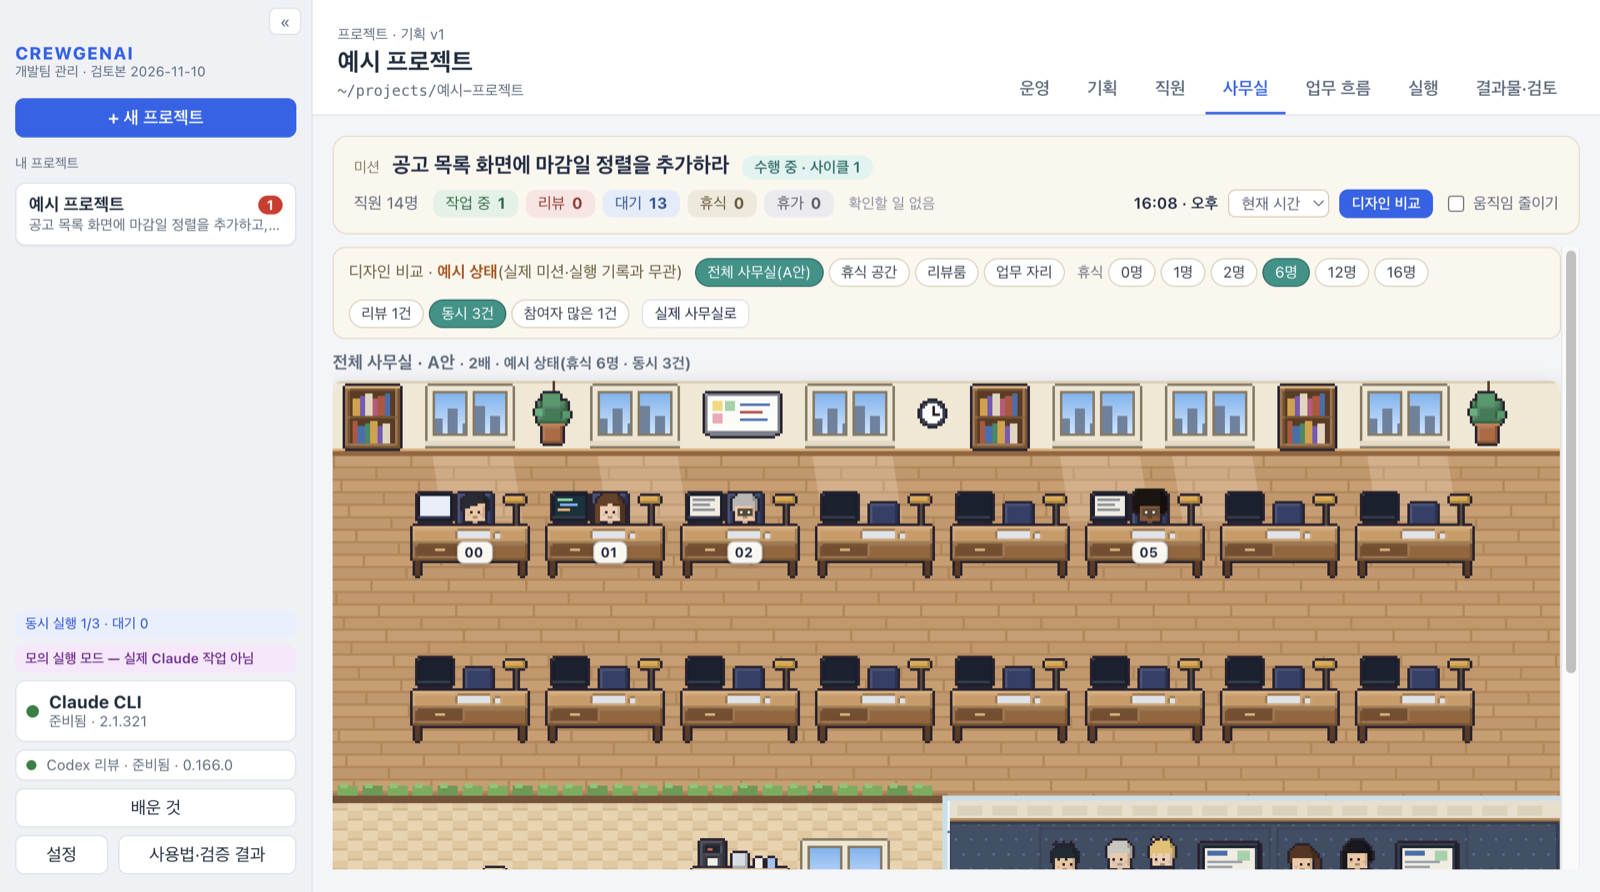 «
CREWGENAI
개발팀 관리 · 검토본 2026-11-10
+ 새 프로젝트
내 프로젝트
예시 프로젝트 1
공고 목록 화면에 마감일 정렬을 추가하고,...
동시 실행 1/3 · 대기 0
모의 실행 모드 — 실제 Claude 작업 아님
Claude CLI
준비됨 · 2.1.321
Codex 리뷰 · 준비됨 · 0.166.0
배운 것
설정 사용법·검증 결과
프로젝트 · 기획 v1
예시 프로젝트
~/projects/예시-프로젝트
운영 기획 직원 사무실 업무 흐름 실행 결과물·검토
미션 공고 목록 화면에 마감일 정렬을 추가하라 수행 중 · 사이클 1
직원 14명 작업 중 1 리뷰 0 대기 13 휴식 0 휴가 0 확인할 일 없음 16:08 · 오후 현재 시간 디자인 비교 움직임 줄이기
디자인 비교 · 예시 상태(실제 미션·실행 기록과 무관) 전체 사무실(A안) 휴식 공간 리뷰룸 업무 자리 휴식 0명 1명 2명 6명 12명 16명
리뷰 1건 동시 3건 참여자 많은 1건 실제 사무실로
전체 사무실 · A안 · 2배 · 예시 상태(휴식 6명 · 동시 3건)
00 01 02 05